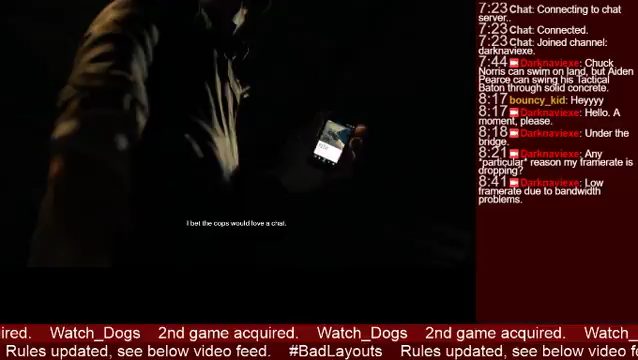 7:23 Chat: Connecting to chat
server..
7:23 Chat: Connected.
7:23 Chat: Joined channel:
darknaviexe.
7:44 Darknaviexe: Chuck
Norris can swim on land, but Aiden
Pearce can swing his Tactical
Baton through solid concrete.
8:17 bouncy_kid: Heyyyy
8:17 Darknaviexe: Hello. A
moment, please.
8:18 Darknaviexe: Under the
bridge.
8:21 Darknaviexe: Any
*particular* reason my framerate is
dropping?
8:41 Darknaviexe: Low
framerate due to bandwidth
problems.
I bet the cops would love a chat.
ired. Watch_Dogs 2nd game acquired. Watch_Dogs 2nd game acquired. Watch_
Rules updated, see below video feed. #BadLayouts Rules updated, see below video f